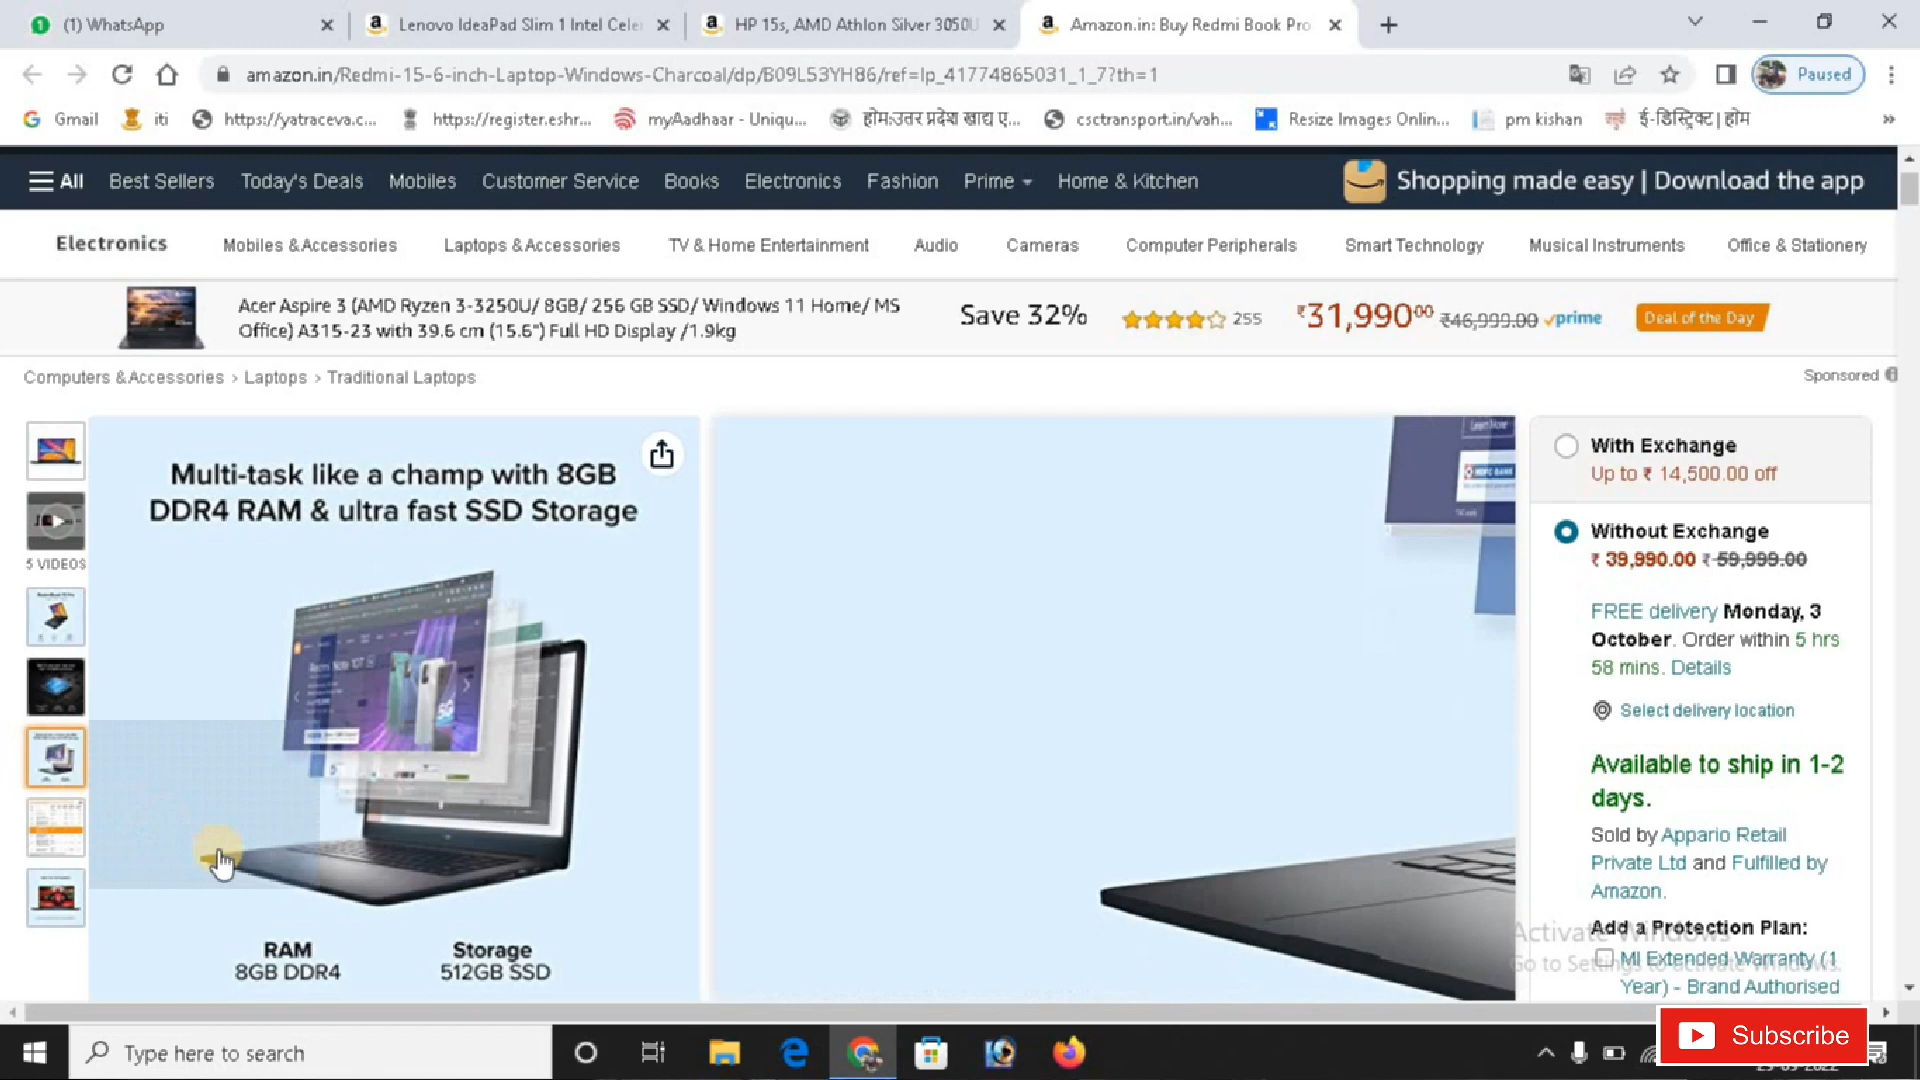 (1) WhatsApp
Lenovo IdeaPad Slim 1 Intel Cele
HP 15s, AMD Athlon Silver 3050U
Amazon.in: Buy Redmi Book Pro
amazon.in/Redmi-15-6-inch-Laptop-Windows-Charcoal/dp/B09L53YH86/ref=lp_41774865031_1_7?th=1
Paused
Gmail
iti
https://yatraceva.c...
https://register.eshr...
myAadhaar - Uniqu...
होम:उत्तर प्रदेश खाद्य ए...
csctransport.in/vah...
Resize Images Onlin...
pm kishan
ई-डिस्ट्रिक्ट | होम
All
Best Sellers
Today's Deals
Mobiles
Customer Service
Books
Electronics
Fashion
Prime
Home & Kitchen
Shopping made easy | Download the app
Electronics
Mobiles & Accessories
Laptops & Accessories
TV & Home Entertainment
Audio
Cameras
Computer Peripherals
Smart Technology
Musical Instruments
Office & Stationery
Acer Aspire 3 (AMD Ryzen 3-3250U/ 8GB/ 256 GB SSD/ Windows 11 Home/ MS
Office) A315-23 with 39.6 cm (15.6") Full HD Display /1.9kg
Save 32%
255
₹31,990⁰⁰
₹46,999.00
prime
Deal of the Day
Computers & Accessories › Laptops › Traditional Laptops
Sponsored
5 VIDEOS
Multi-task like a champ with 8GB
DDR4 RAM & ultra fast SSD Storage
RAM
8GB DDR4
Storage
512GB SSD
Learn More
HDFC BANK
With Exchange
Up to ₹ 14,500.00 off
Without Exchange
₹ 39,990.00 ₹ 59,999.00
FREE delivery Monday, 3
October. Order within 5 hrs
58 mins. Details
Select delivery location
Available to ship in 1-2
days.
Sold by Appario Retail
Private Ltd and Fulfilled by
Amazon.
Add a Protection Plan:
MI Extended Warranty (1
Year) - Brand Authorised
Activate Windows
Go to Settings to activate Windows.
Type here to search
Subscribe